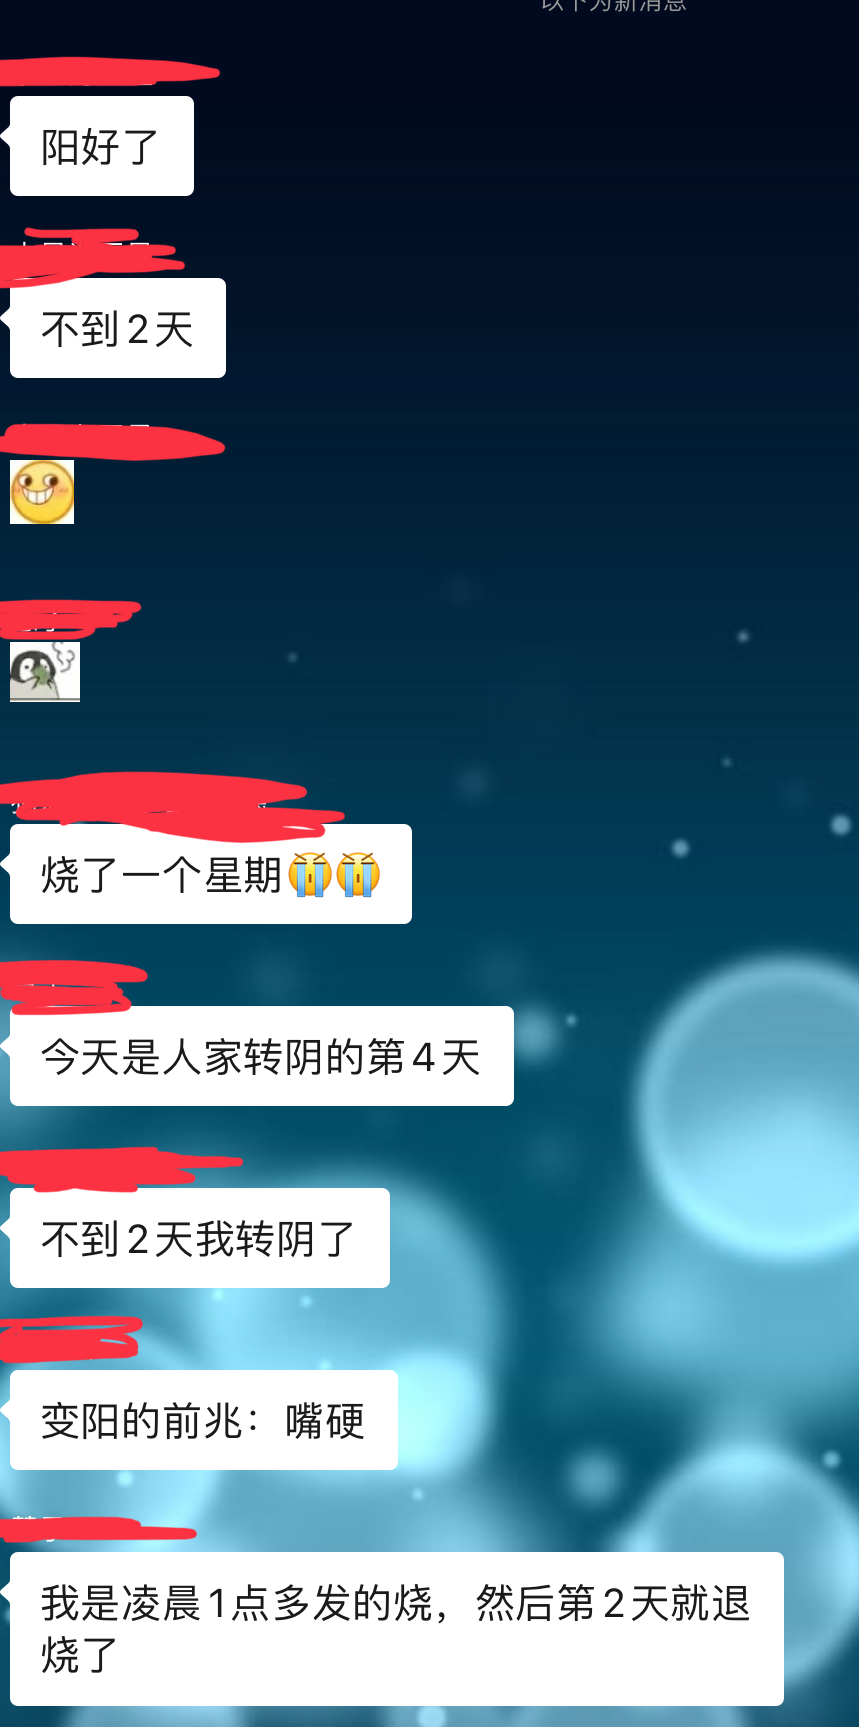 以下为新消息
阳好了
不到2天
烧了一个星期😭😭
今天是人家转阴的第4天
不到2天我转阴了
变阳的前兆：嘴硬
我是凌晨1点多发的烧，然后第2天就退
烧了